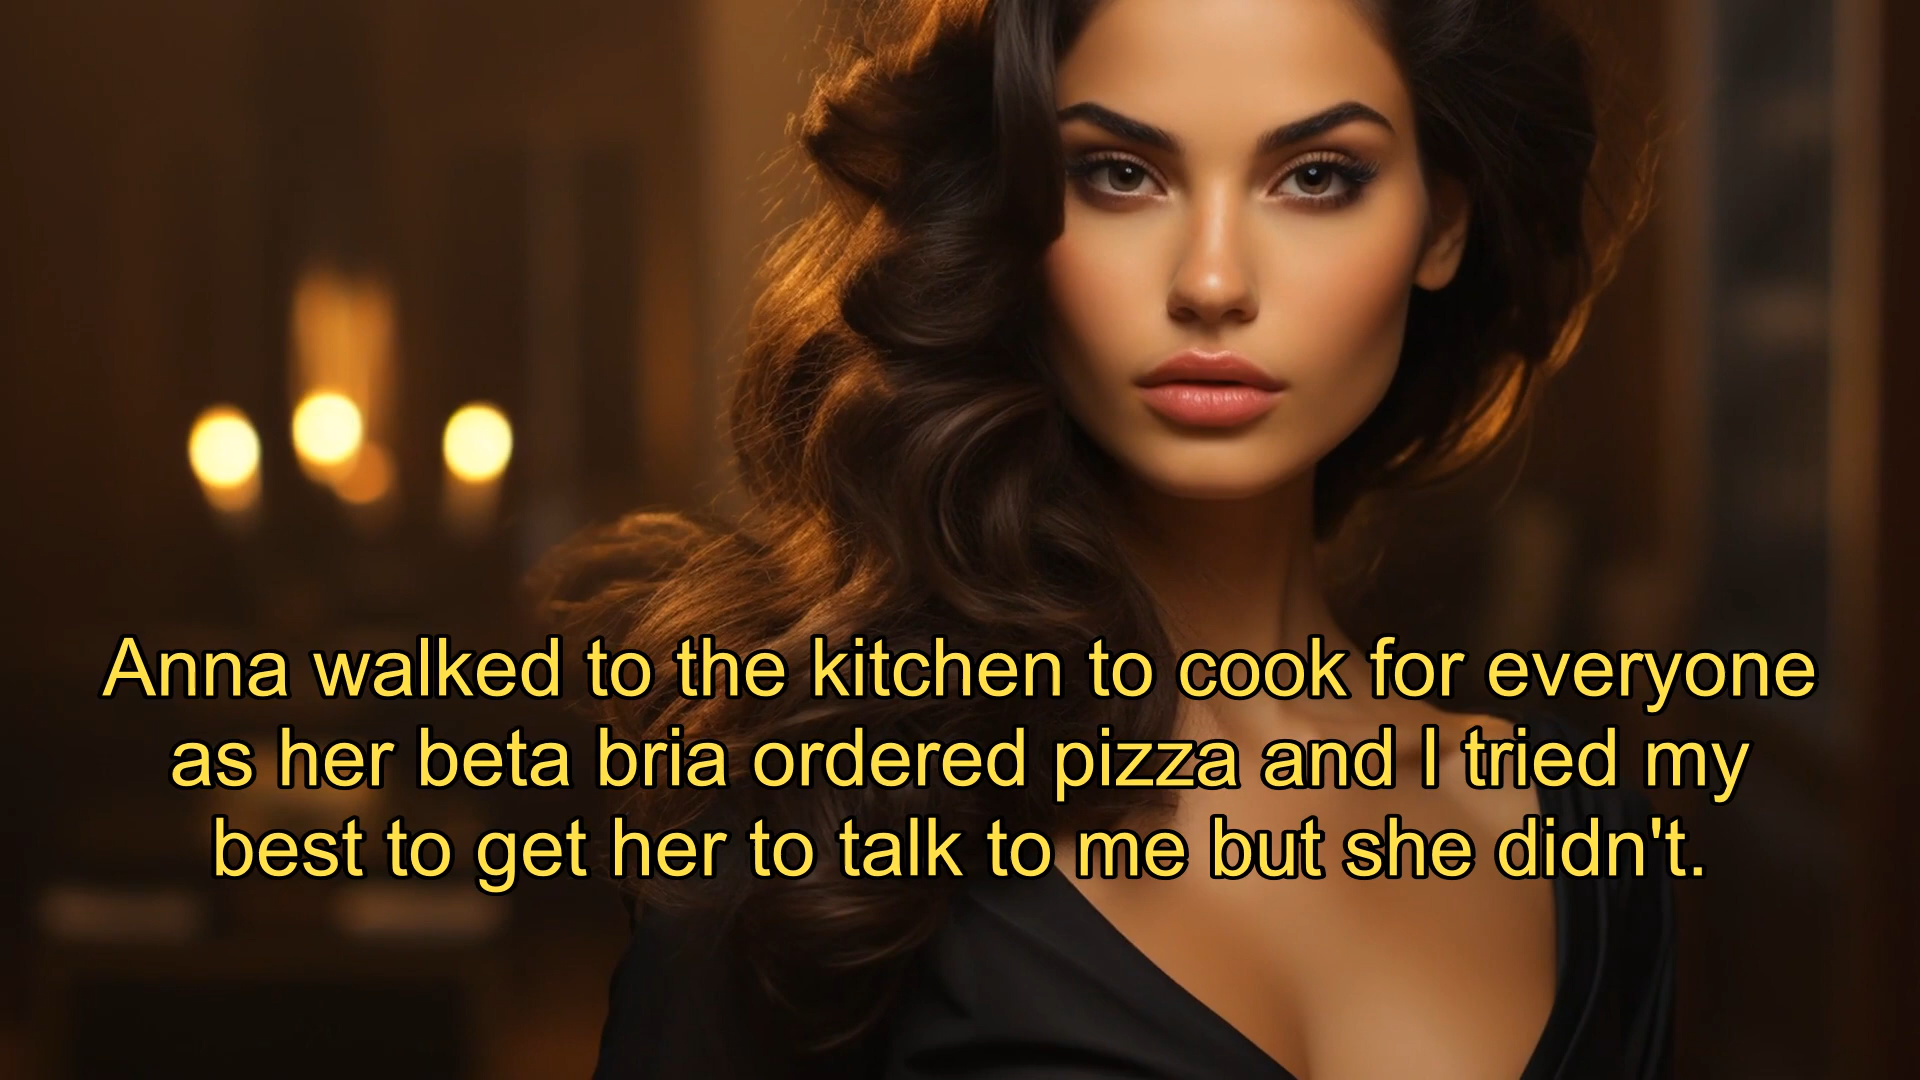 Anna walked to the kitchen to cook for everyone
as her beta bria ordered pizza and I tried my
best to get her to talk to me but she didn't.